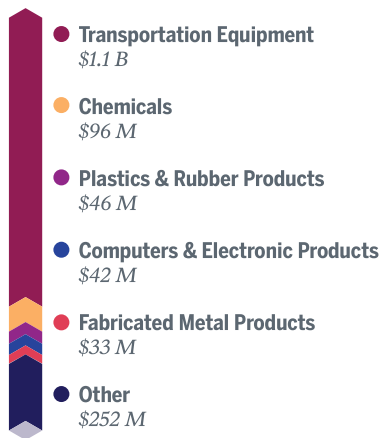 Transportation Equipment
$1.1 B
Chemicals
$96 M
Plastics & Rubber Products
$46 M
Computers & Electronic Products
$42 M
Fabricated Metal Products
$33 M
Other
$252 M